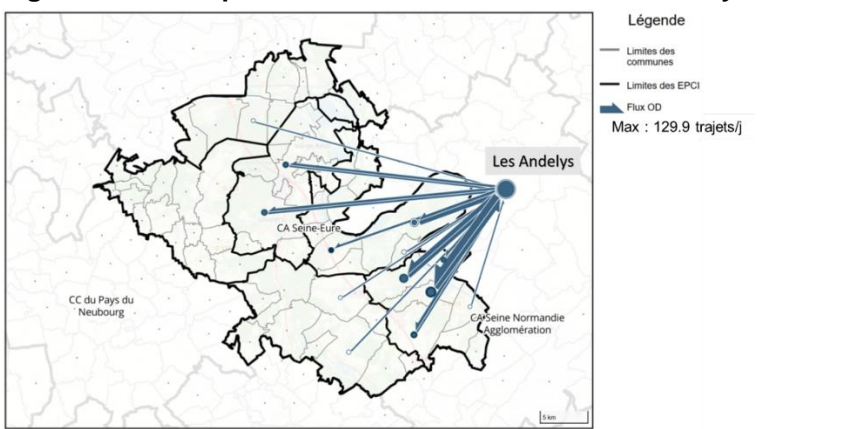 Légende
Limites des
communes
Limites des EPCI
Flux OD
Max : 129.9 trajets/j
Les Andelys
CA Seine-Eure
CC du Pays du
Neubourg
CA Seine Normandie
Agglomération
5 km